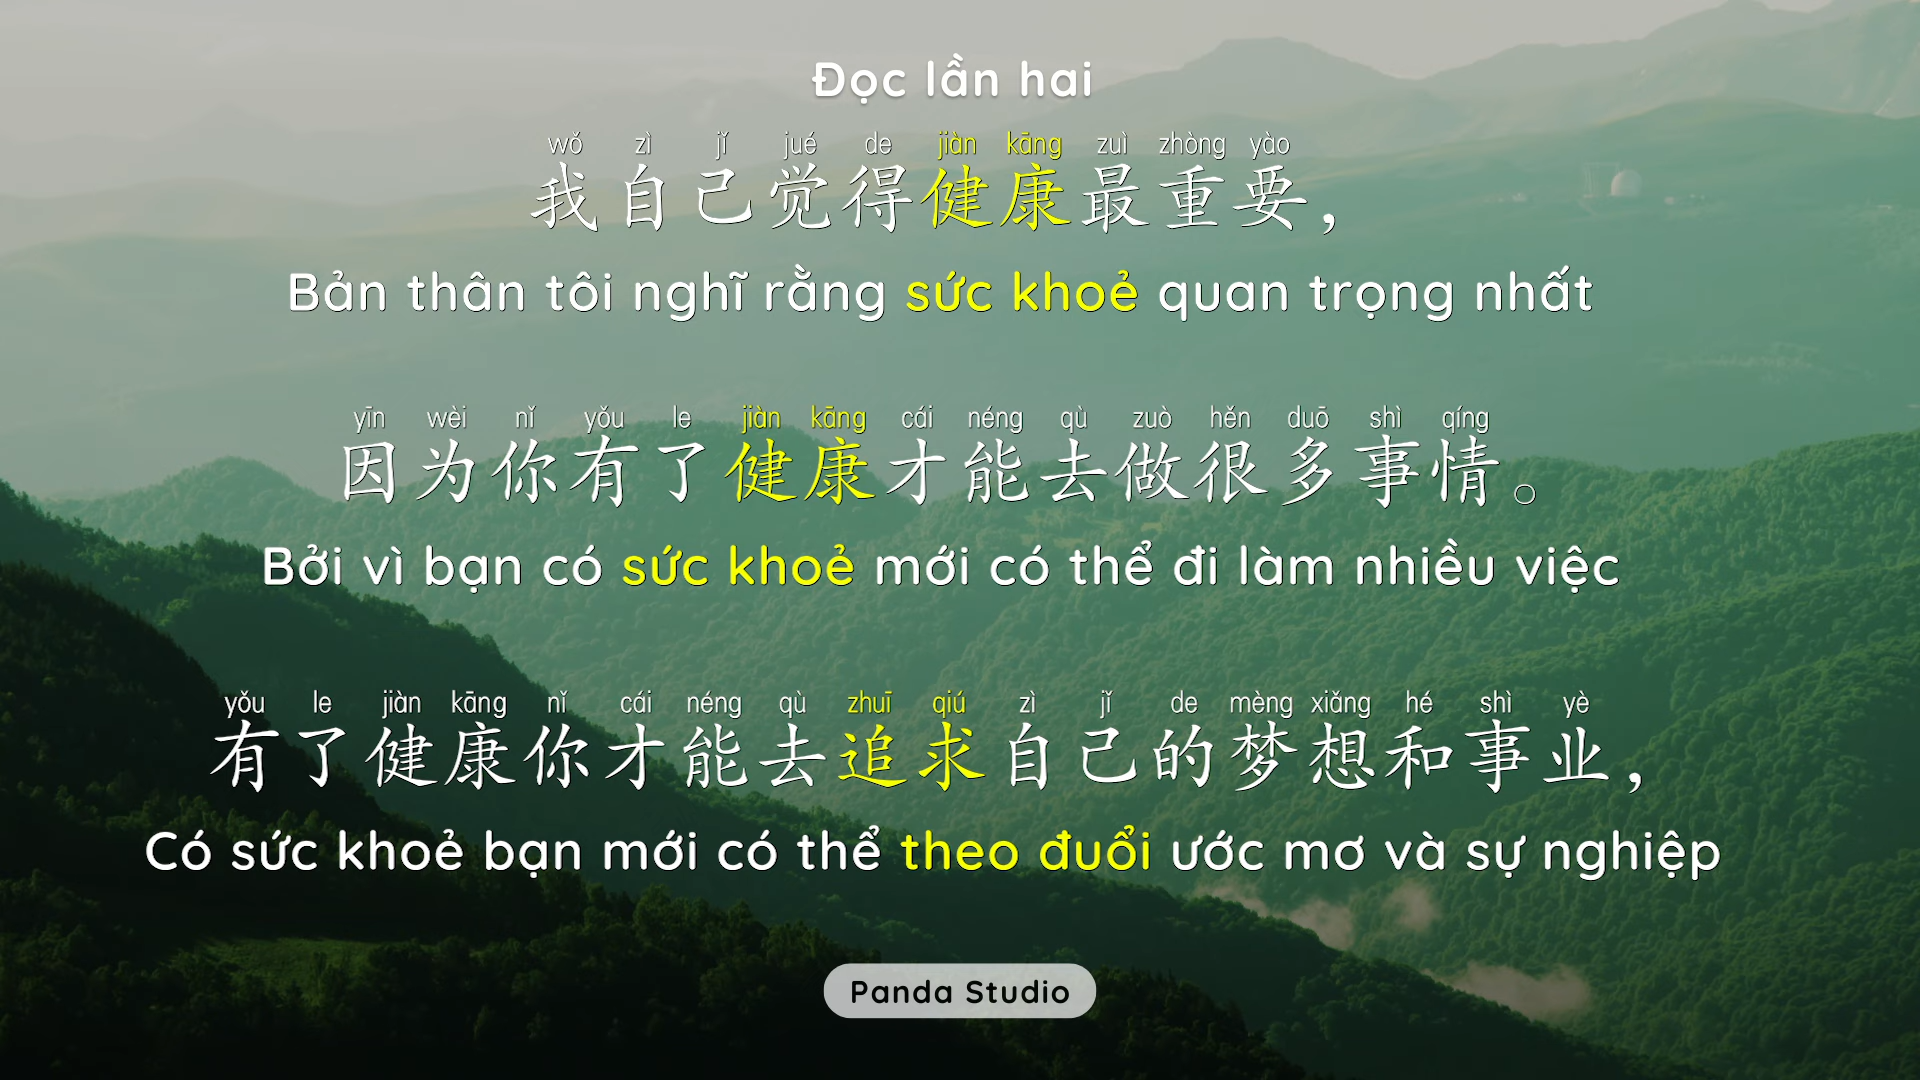 Đọc lần hai
wǒ zì jǐ jué de jiàn kāng zuì zhòng yào
我自己觉得健康最重要，
Bản thân tôi nghĩ rằng sức khoẻ quan trọng nhất
yīn wèi nǐ yǒu le jiàn kāng cái néng qù zuò hěn duō shì qíng
因为你有了健康才能去做很多事情。
Bởi vì bạn có sức khoẻ mới có thể đi làm nhiều việc
yǒu le jiàn kāng nǐ cái néng qù zhuī qiú zì jǐ de mèng xiǎng hé shì yè
有了健康你才能去追求自己的梦想和事业，
Có sức khoẻ bạn mới có thể theo đuổi ước mơ và sự nghiệp
Panda Studio